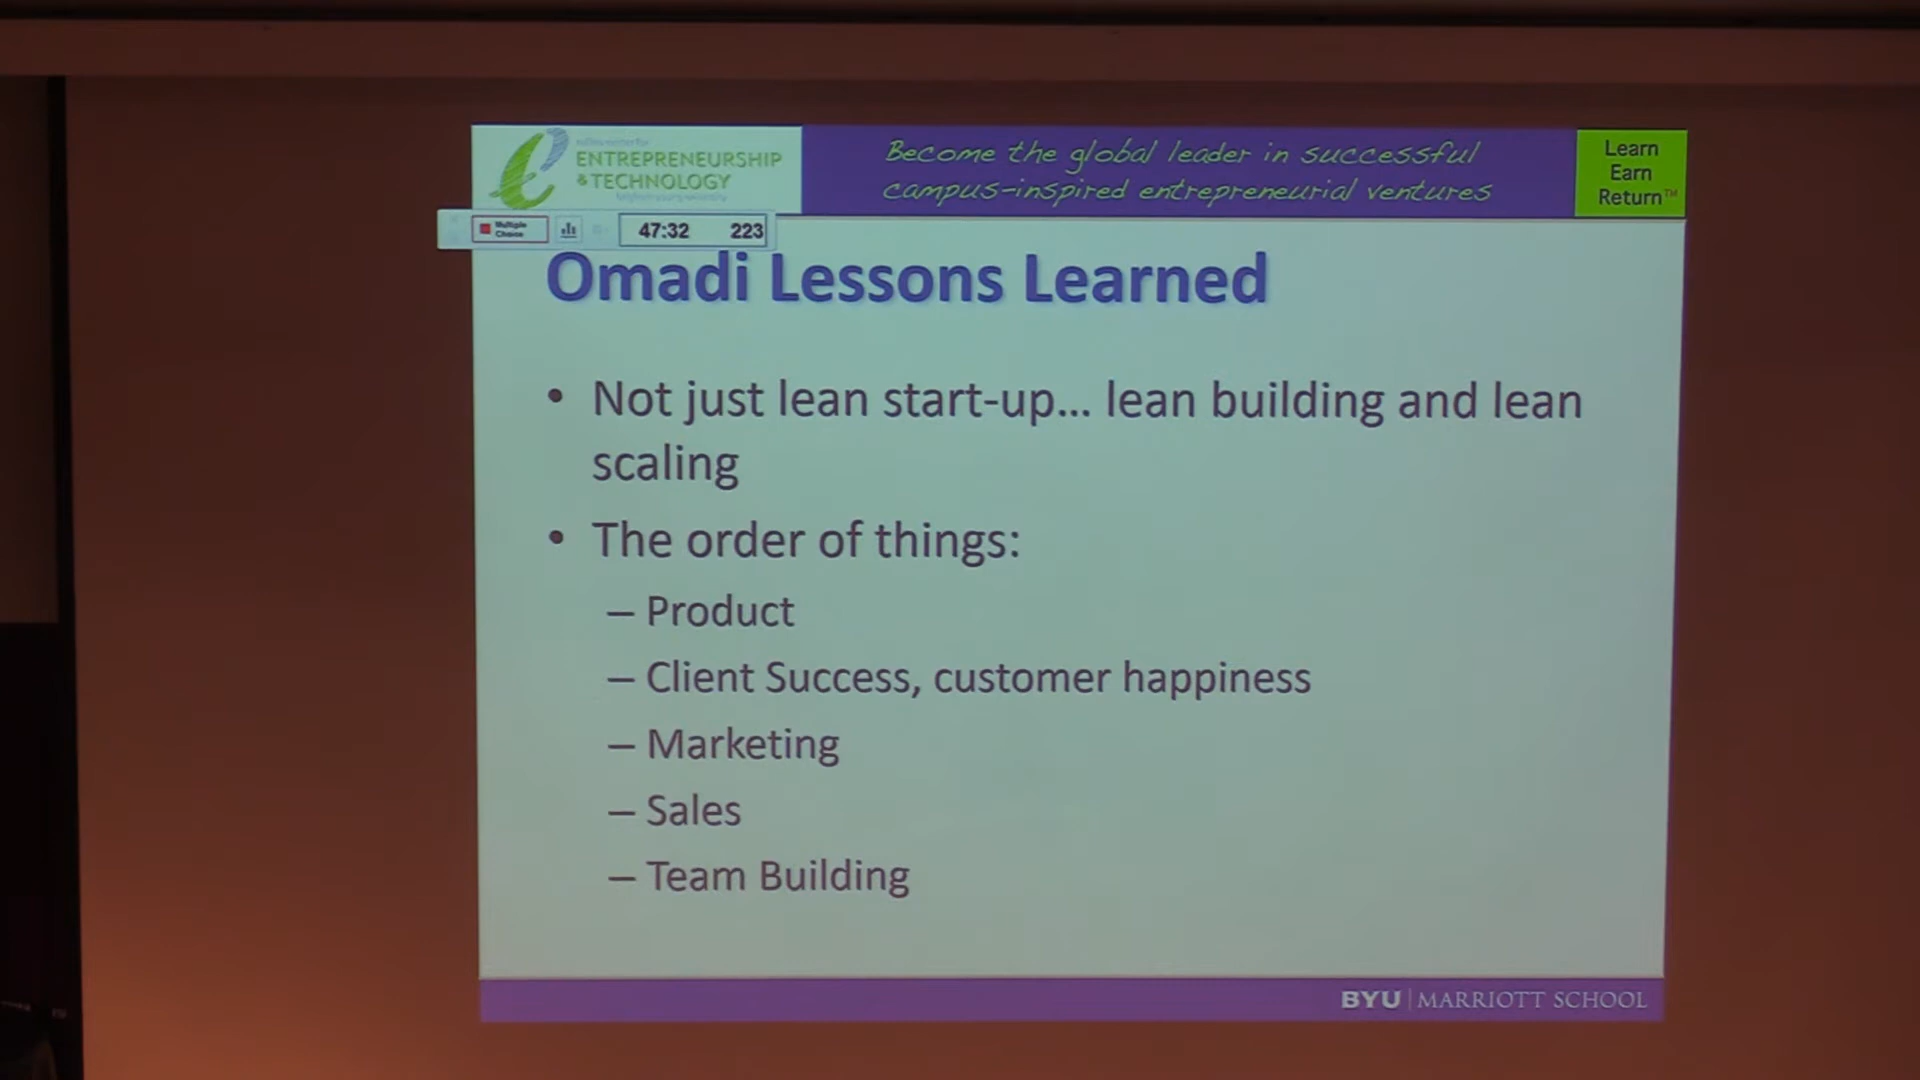 ENTREPRENEURSHIP
& TECHNOLOGY
Become the global leader in successful
campus-inspired entrepreneurial ventures
Learn
Earn
Return™
Multiple
Choice
47:32 223
Omadi Lessons Learned
• Not just lean start-up... lean building and lean
scaling
• The order of things:
– Product
– Client Success, customer happiness
– Marketing
– Sales
– Team Building
BYU | MARRIOTT SCHOOL